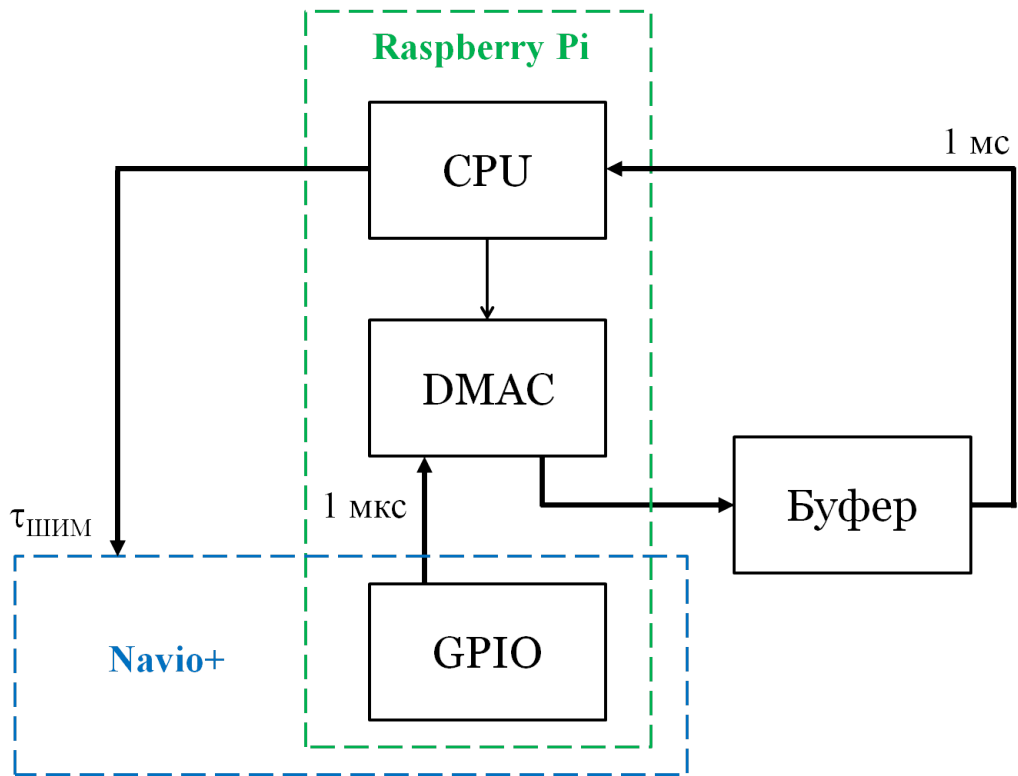 Raspberry Pi
1 мс
CPU
DMAC
1 мкс
Буфер
τШИМ
GPIO
Navio+